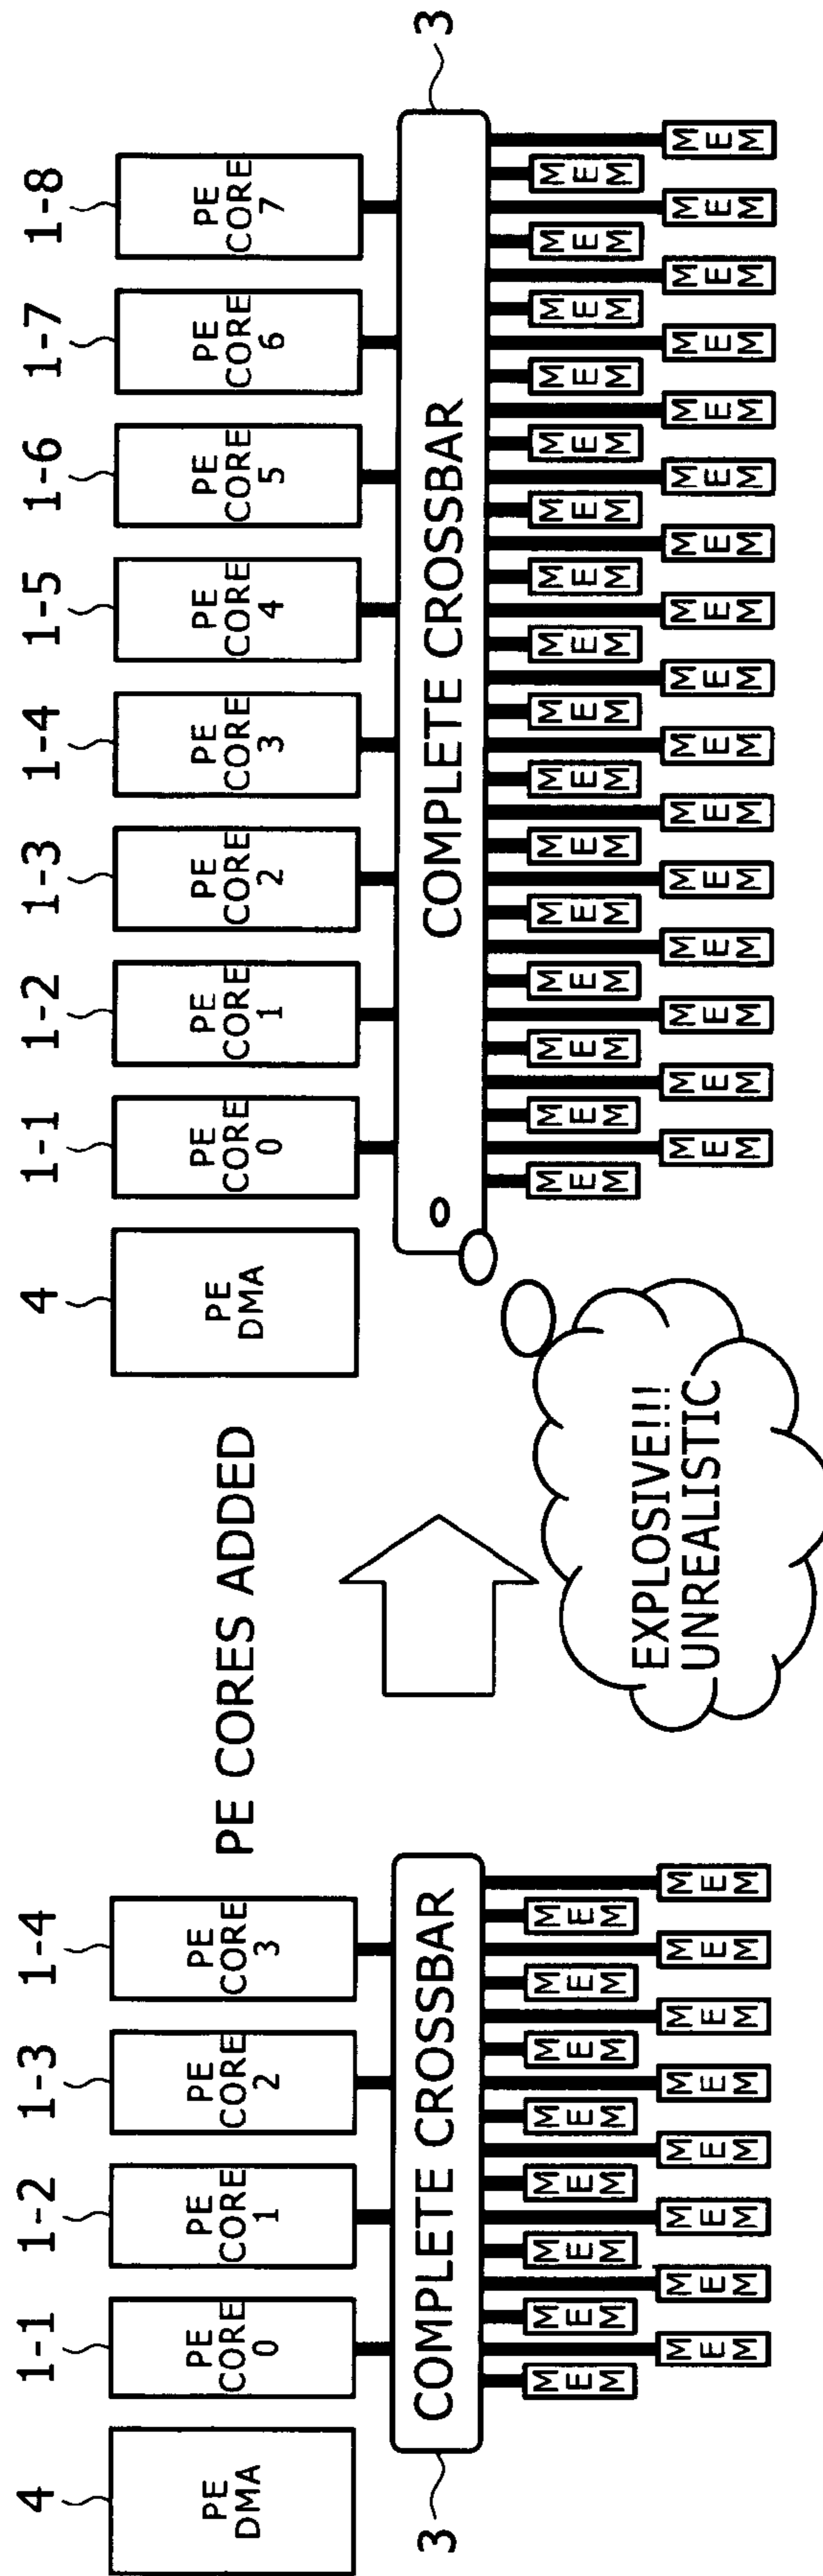 4
1-1
1-2
1-3
1-4
PE
DMA
PE
CORE
0
PE
CORE
1
PE
CORE
2
PE
CORE
3
COMPLETE CROSSBAR
3
MEM MEM MEM MEM MEM MEM MEM MEM
MEM MEM MEM MEM MEM MEM MEM MEM
PE CORES ADDED
EXPLOSIVE!!!
UNREALISTIC
4
1-1
1-2
1-3
1-4
1-5
1-6
1-7
1-8
PE
DMA
PE
CORE
0
PE
CORE
1
PE
CORE
2
PE
CORE
3
PE
CORE
4
PE
CORE
5
PE
CORE
6
PE
CORE
7
COMPLETE CROSSBAR
3
MEM MEM MEM MEM MEM MEM MEM MEM MEM MEM MEM MEM MEM MEM MEM MEM
MEM MEM MEM MEM MEM MEM MEM MEM MEM MEM MEM MEM MEM MEM MEM MEM